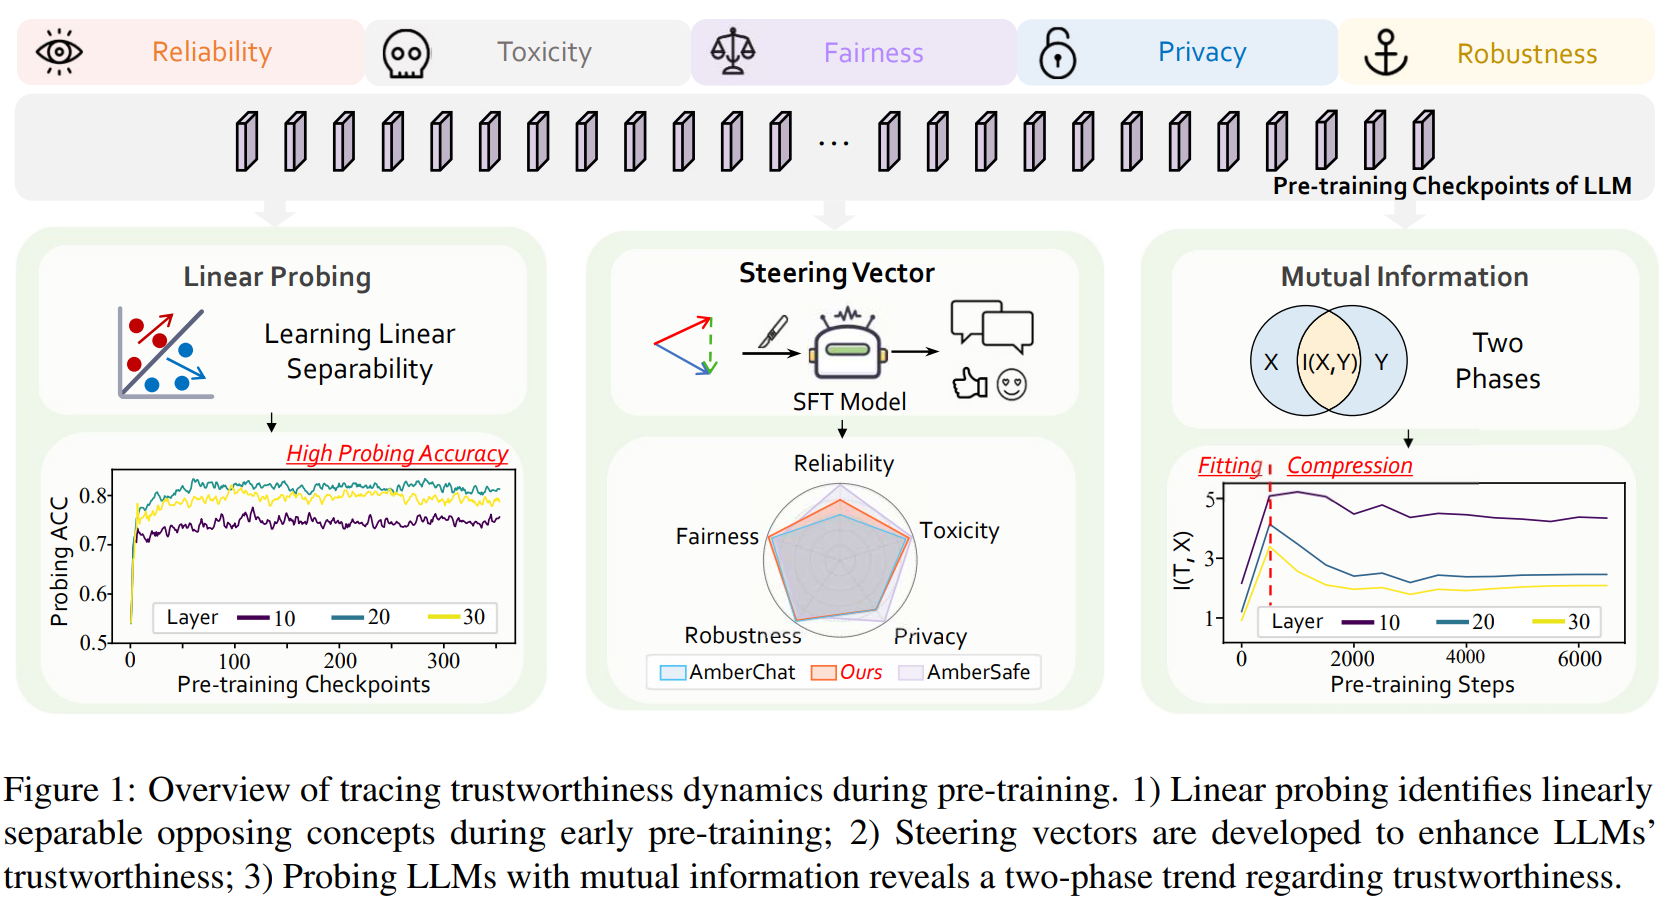 Reliability
Toxicity
Fairness
Privacy
Robustness
...
Pre-training Checkpoints of LLM
Linear Probing
Learning Linear
Separability
High Probing Accuracy
Probing ACC
0.8
0.7
0.6
0.5
Layer 10 20 30
0 100 200 300
Pre-training Checkpoints
Steering Vector
SFT Model
Reliability
Fairness
Toxicity
Robustness
Privacy
AmberChat Ours AmberSafe
Mutual Information
X I(X,Y) Y
Two
Phases
Fitting Compression
I(T, X)
5
3
1
Layer 10 20 30
0 2000 4000 6000
Pre-training Steps
Figure 1: Overview of tracing trustworthiness dynamics during pre-training. 1) Linear probing identifies linearly
separable opposing concepts during early pre-training; 2) Steering vectors are developed to enhance LLMs’
trustworthiness; 3) Probing LLMs with mutual information reveals a two-phase trend regarding trustworthiness.